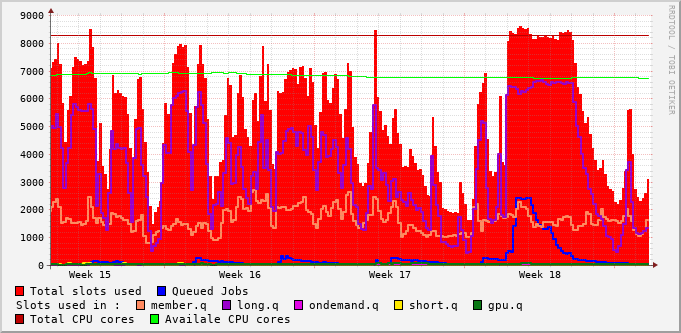 9000
8000
7000
6000
5000
4000
3000
2000
1000
0
Week 15 Week 16 Week 17 Week 18
RRDTOOL / TOBI OETIKER
Total slots used Queued Jobs
Slots used in : member.q long.q ondemand.q short.q gpu.q
Total CPU cores Availale CPU cores